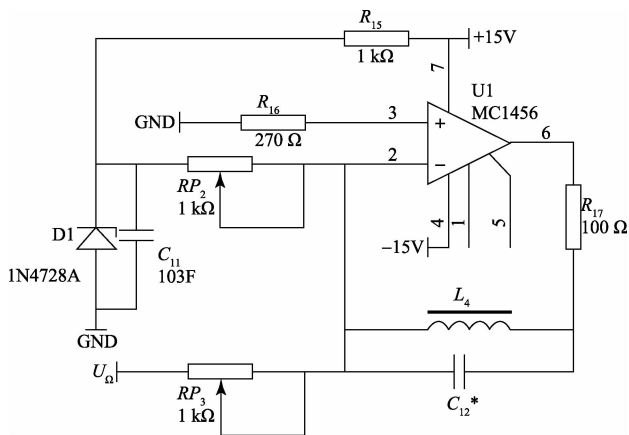 R15
1 kΩ
+15V
7
U1
MC1456
R16
GND
270 Ω
3
6
2
RP2
1 kΩ
R17
100 Ω
4
1
5
D1
−15V
C11
103F
1N4728A
L4
GND
UΩ
RP3
1 kΩ
C12*